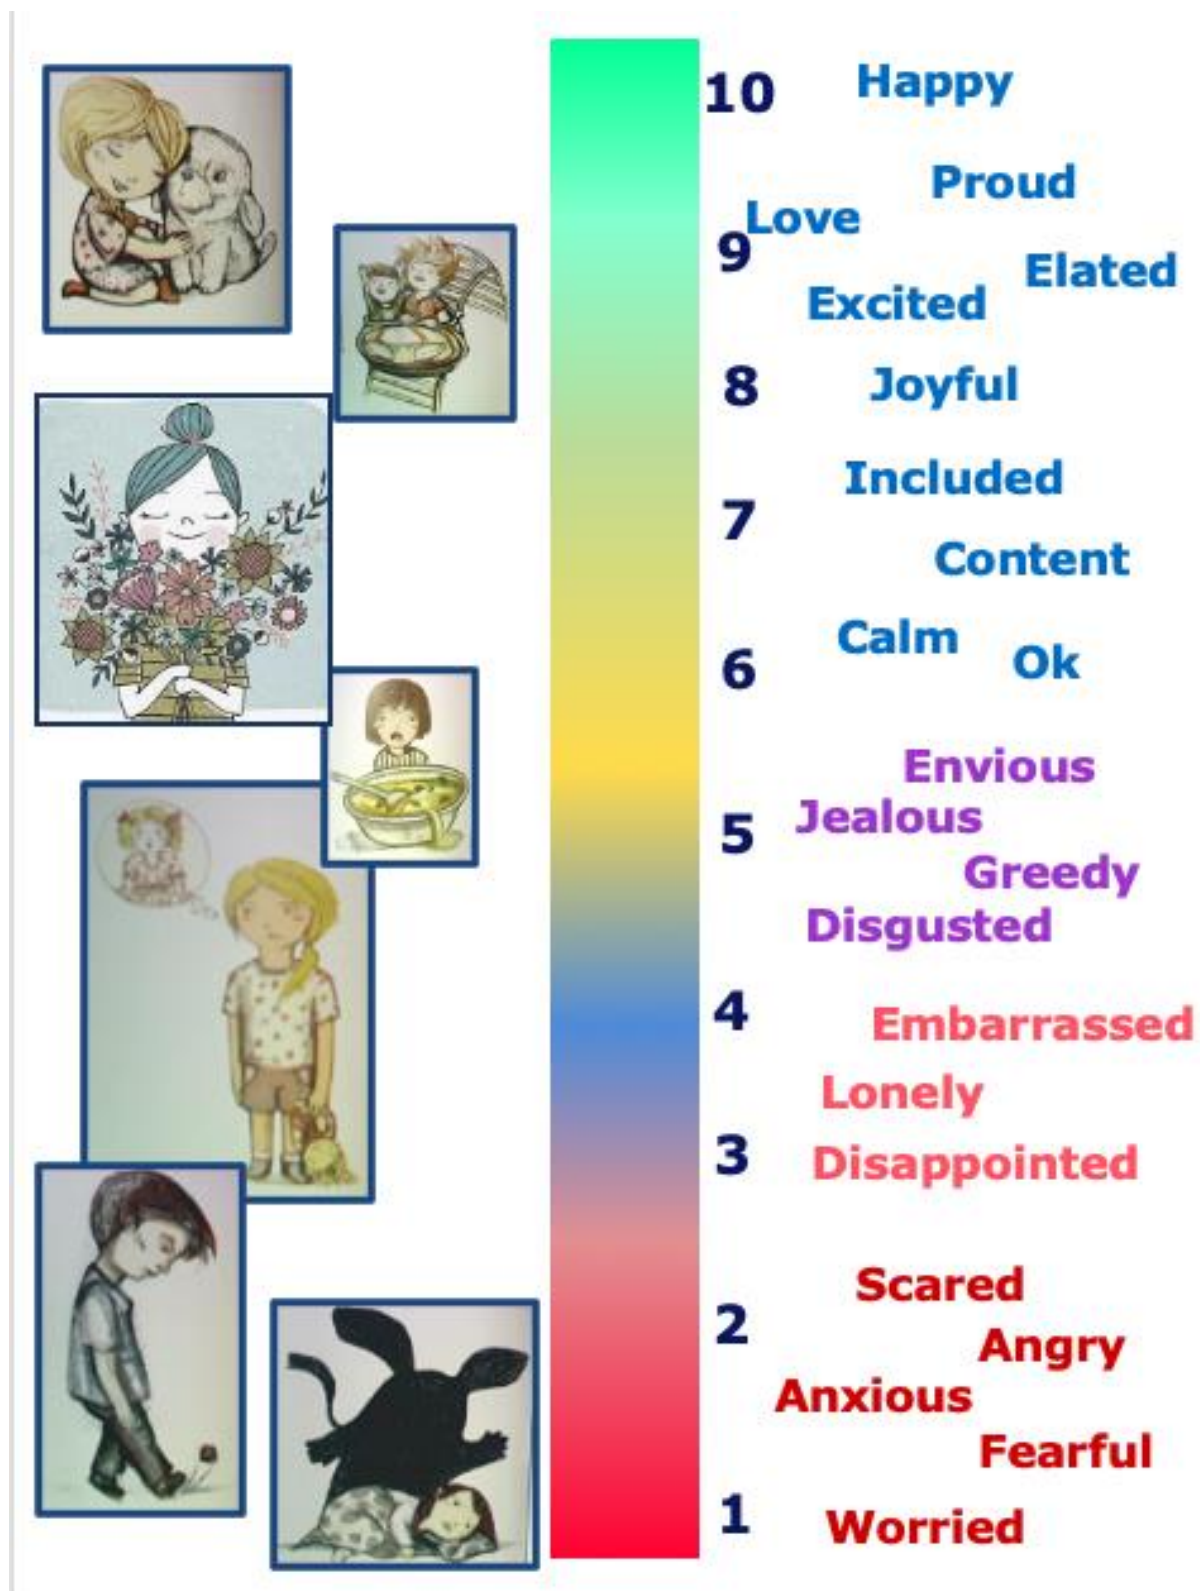 10 Happy
Proud
Love
9
Elated
Excited
8 Joyful
Included
7
Content
Calm
Ok
6
Envious
Jealous
5
Greedy
Disgusted
4
Embarrassed
Lonely
3 Disappointed
Scared
2
Angry
Anxious
Fearful
1 Worried